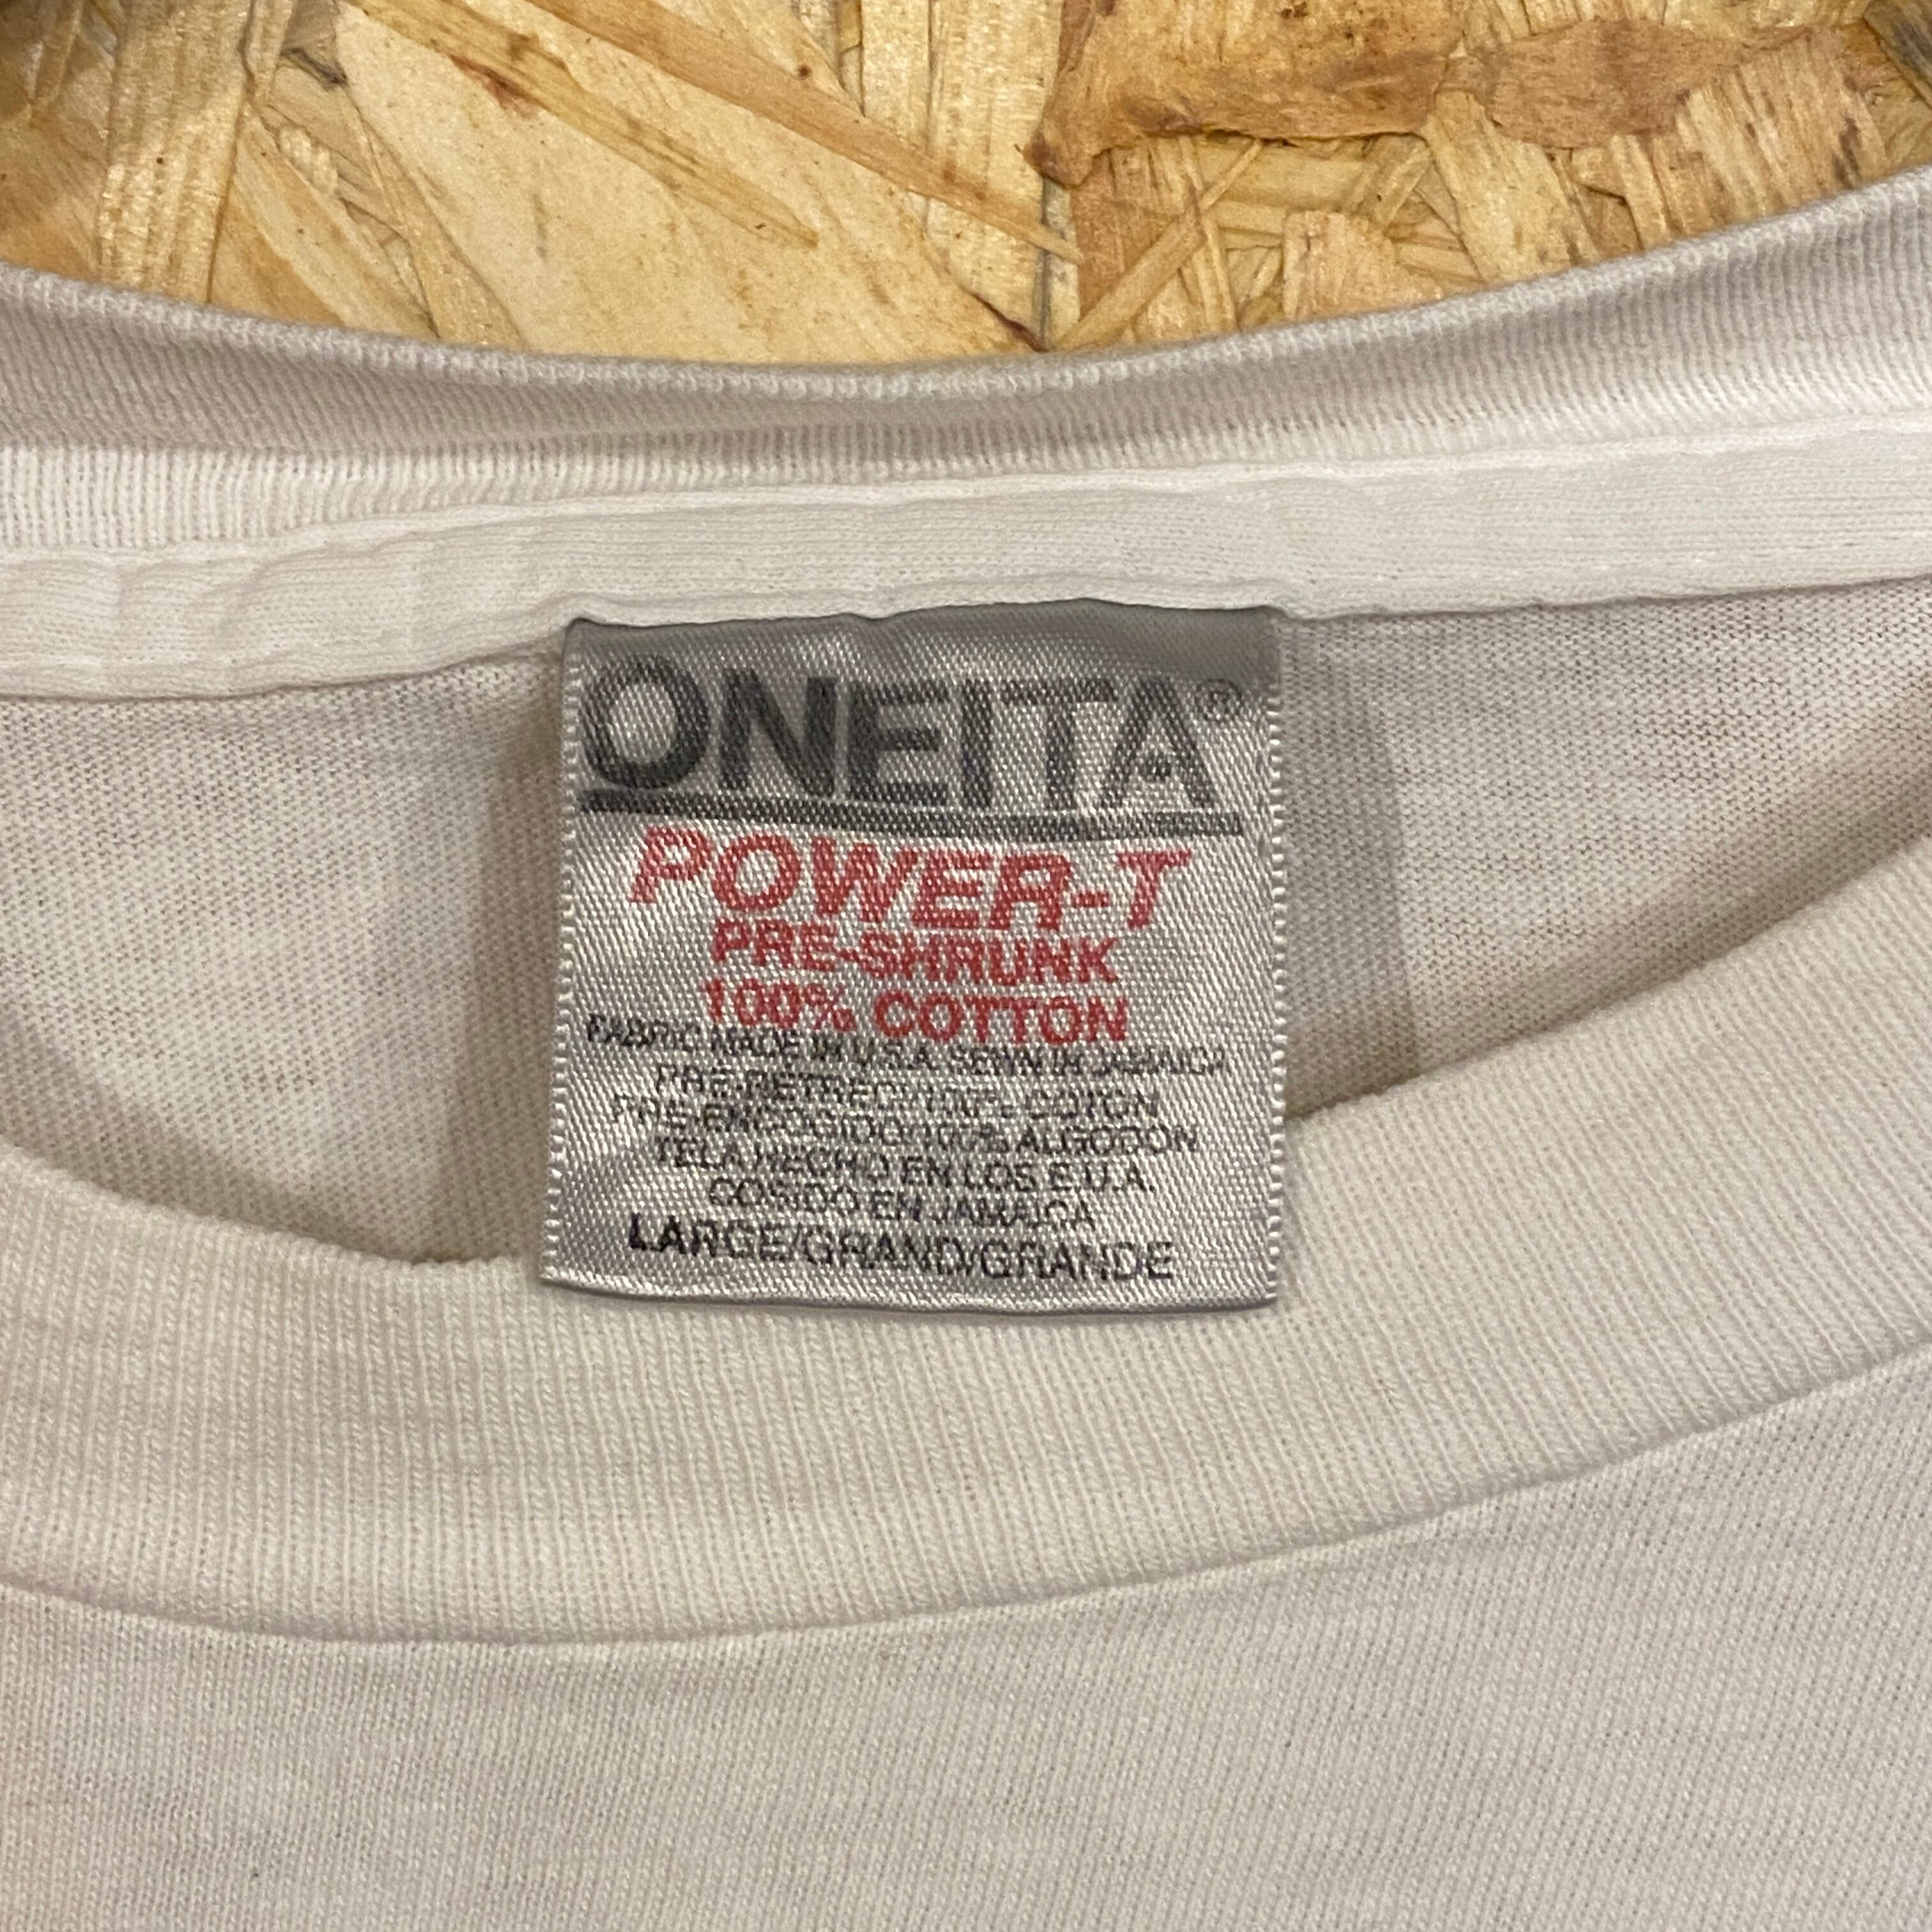 ONEITA®
POWER-T
PRE-SHRUNK
100% COTTON
FABRIC MADE IN U.S.A. SEWN IN JAMAICA
PRE-RETRECI/100% COTON
PRE-ENCOGIDO/100% ALGODON
TELA HECHO EN LOS E.U.A.
COSIDO EN JAMAICA
LARGE/GRAND/GRANDE